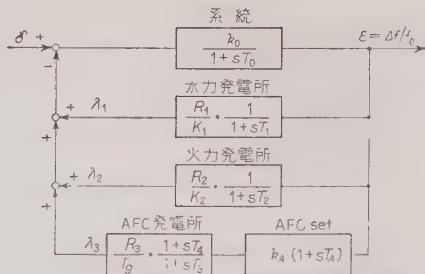 系統
δ + k₀ / 1+sT₀ ε = Δf/f₀
−
水力発電所
+ λ₁ R₁/K₁ · 1/1+sT₁
+
火力発電所
+ λ₂ R₂/K₂ · 1/1+sT₂
+
AFC発電所 AFC set
λ₃ R₃/Tg · 1+sT₄/1+sT₃ k_A(1+sT_A)